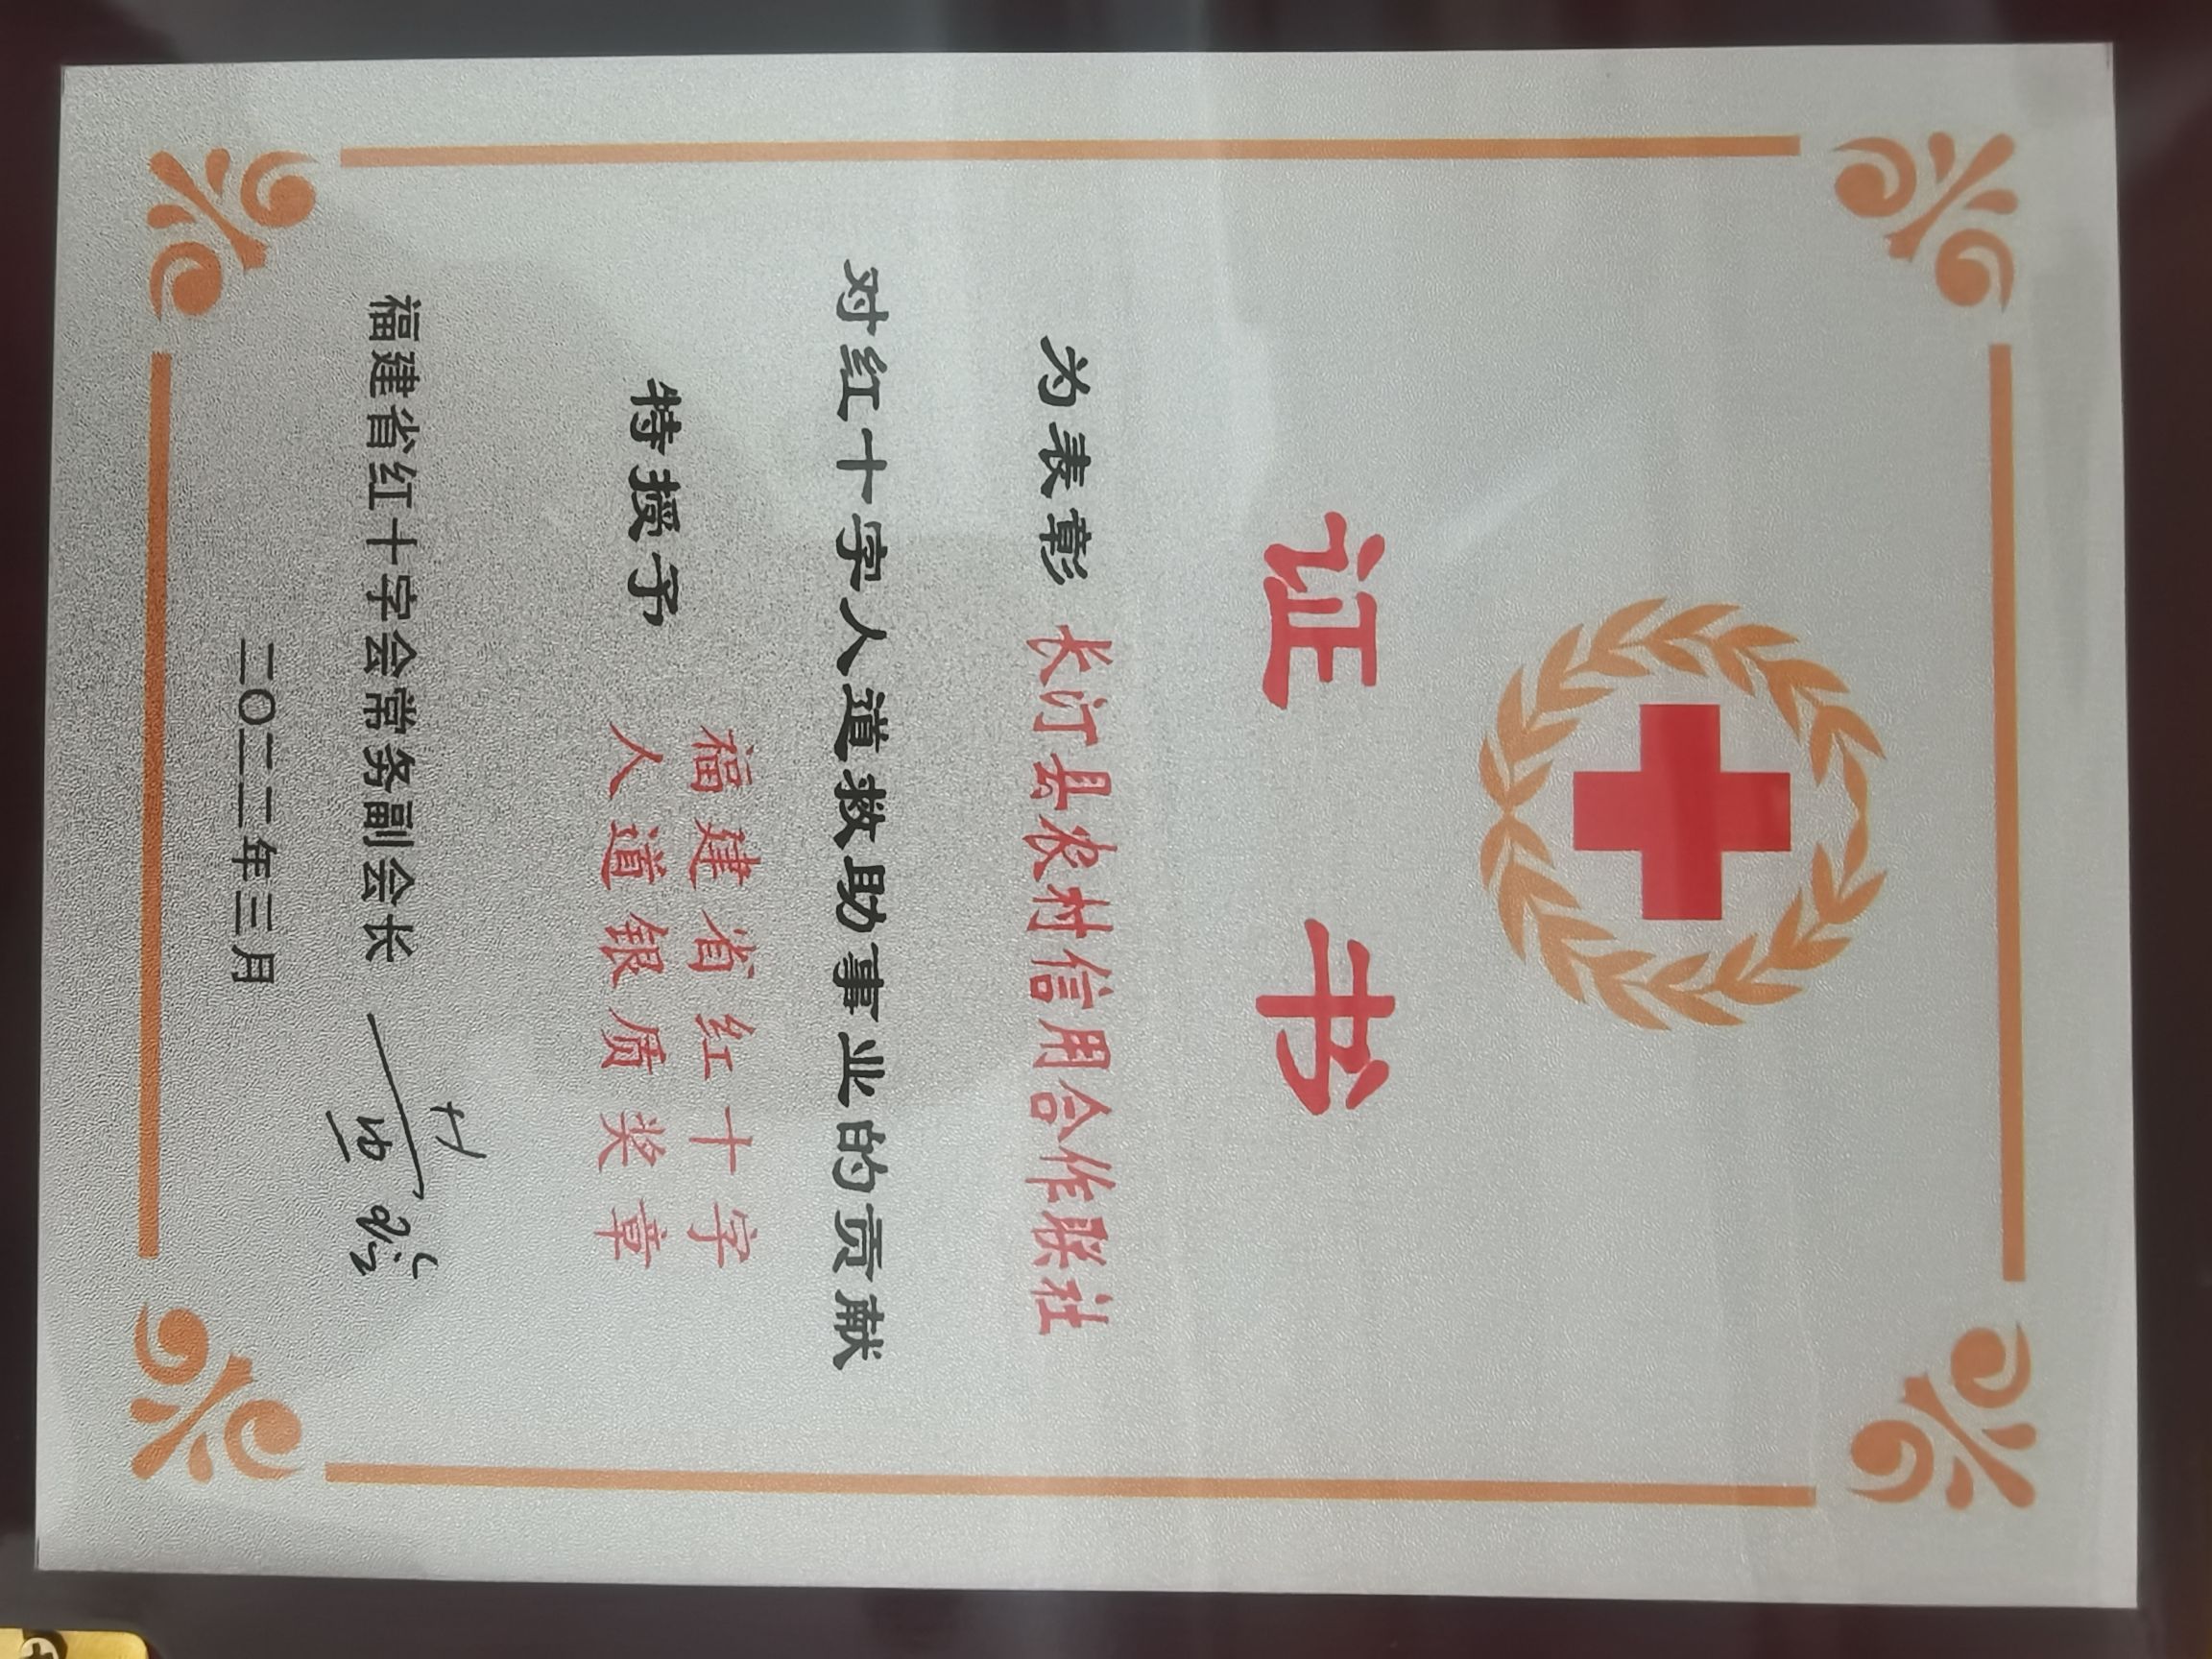 证 书
为表彰 长汀县农村信用合作联社
对红十字人道救助事业的贡献
特授予 福建省红十字
人道银质奖章
福建省红十字会常务副会长
二〇二二年三月